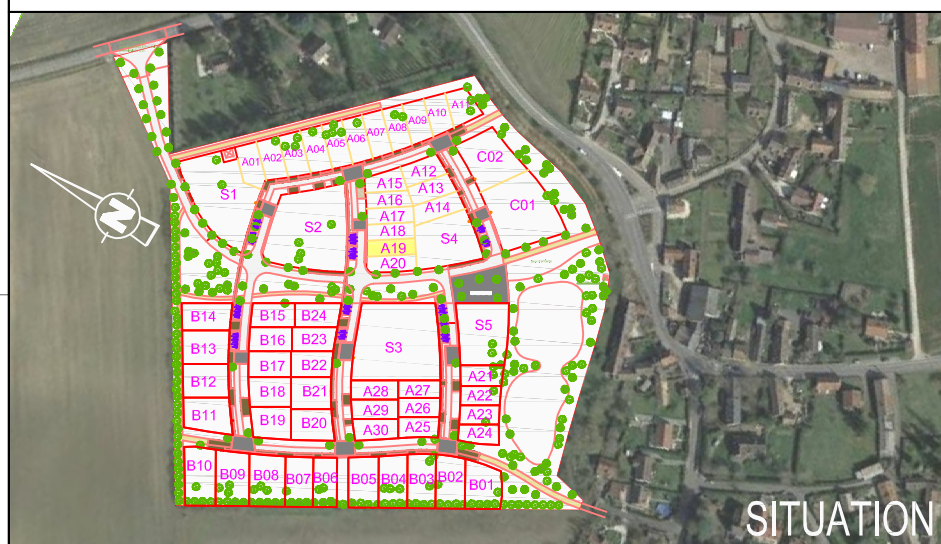 A01
A02
A03
A04
A05
A06
A07
A08
A09
A10
A11
S1
S2
A15
A16
A17
A18
A19
A20
A12
A13
A14
S4
C02
C01
N
B14
B13
B12
B11
B15
B24
B16
B23
B17
B22
B18
B21
B19
B20
S3
A28
A27
A29
A26
A30
A25
S5
A21
A22
A23
A24
B10
B09
B08
B07
B06
B05
B04
B03
B02
B01
SITUATION